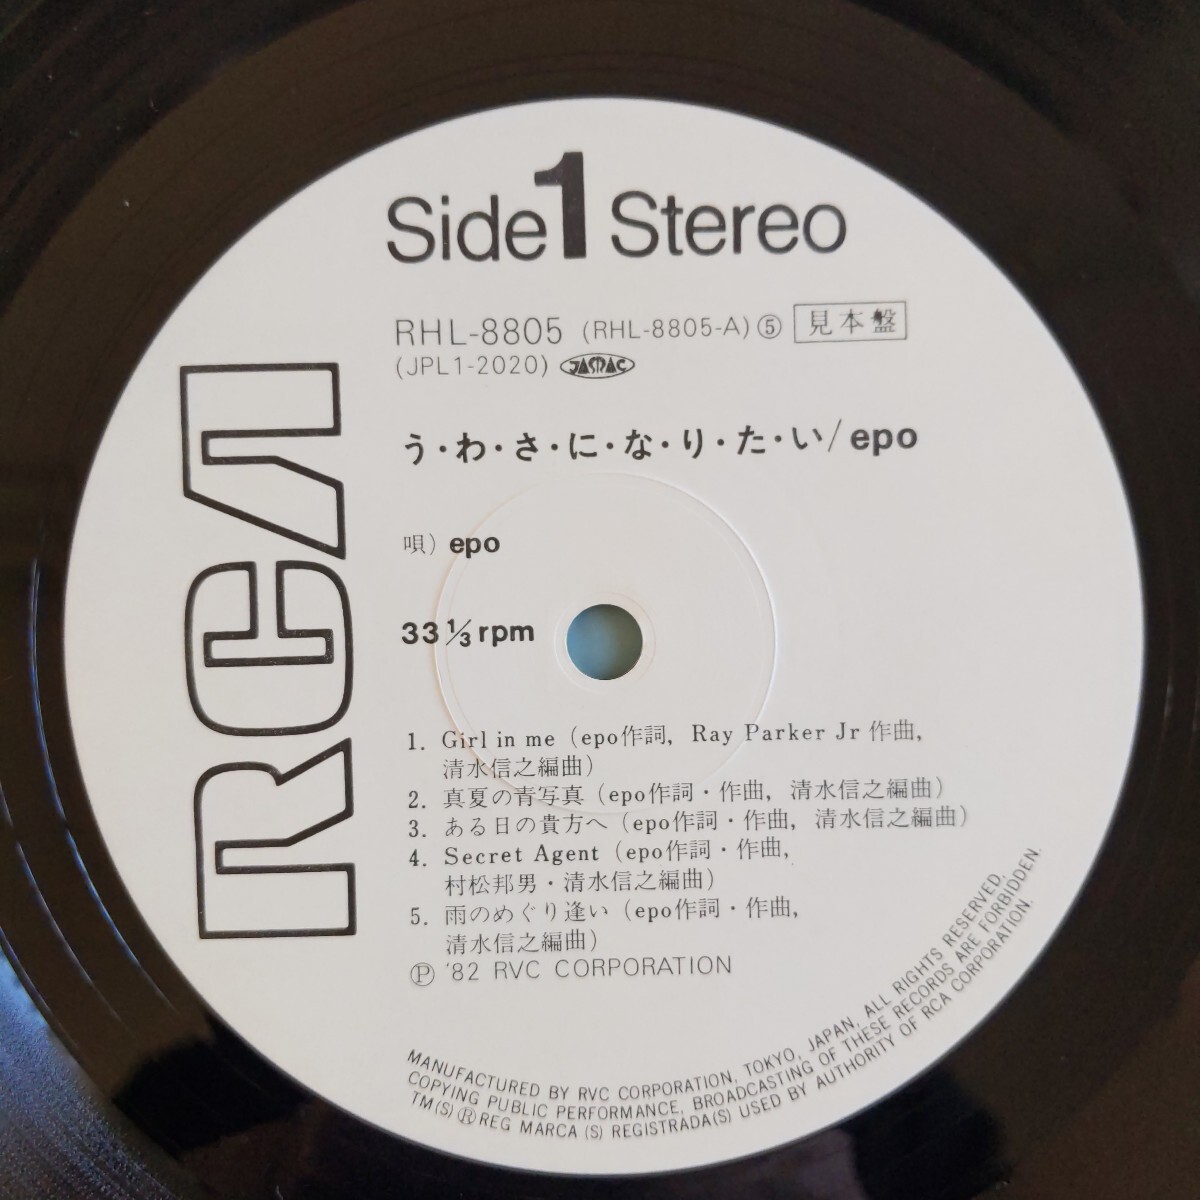 Side 1 Stereo
RHL-8805 (RHL-8805-A) ⑤ 見本盤
(JPL1-2020) JASRAC
RCA
う・わ・さ・に・な・り・た・い/epo
唄) epo
33 1/3 rpm
1. Girl in me (epo作詞, Ray Parker Jr 作曲,
清水信之編曲)
2. 真夏の青写真 (epo作詞・作曲, 清水信之編曲)
3. ある日の貴方へ (epo作詞・作曲, 清水信之編曲)
4. Secret Agent (epo作詞・作曲,
村松邦男・清水信之編曲)
5. 雨のめぐり逢い (epo作詞・作曲,
清水信之編曲)
Ⓟ '82 RVC CORPORATION
MANUFACTURED BY RVC CORPORATION, TOKYO, JAPAN, ALL RIGHTS RESERVED.
COPYING PUBLIC PERFORMANCE, BROADCASTING OF THESE RECORDS ARE FORBIDDEN.
TM(S) ® REG MARCA (S) REGISTRADA(S) USED BY AUTHORITY OF RCA CORPORATION.